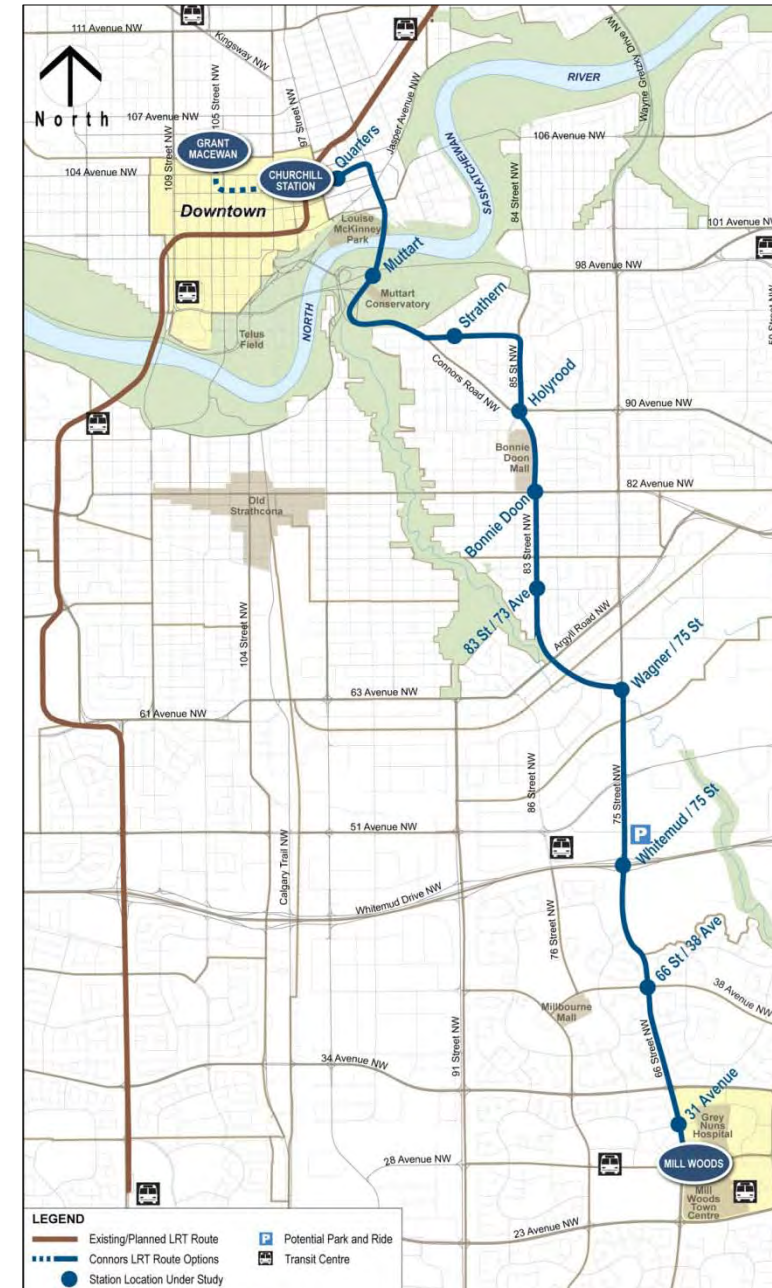 111 Avenue NW
Kingsway NW
Wayne Gretzky Drive NW
North
105 Street NW
97 Street NW
RIVER
107 Avenue NW
106 Avenue NW
Jasper Avenue NW
GRANT
MACEWAN
109 Street NW
Quarters
104 Avenue NW
CHURCHILL
STATION
SASKATCHEWAN
84 Street NW
Downtown
Louise
McKinney
Park
101 Avenue NW
Muttart
98 Avenue NW
Muttart
Conservatory
NORTH
Telus
Field
Strathern
50 Street NW
Connors Road NW
85 St NW
Holyrood
90 Avenue NW
Bonnie
Doon
Mall
82 Avenue NW
Old
Strathcona
Bonnie Doon
83 Street NW
83 St / 73 Ave
Argyll Road NW
104 Street NW
Wagner / 75 St
63 Avenue NW
61 Avenue NW
86 Street NW
75 Street NW
51 Avenue NW
P
Whitemud / 75 St
Calgary Trail NW
Whitemud Drive NW
76 Street NW
66 St / 38 Ave
38 Avenue NW
Millbourne
Mall
91 Street NW
66 Street NW
34 Avenue NW
31 Avenue
Grey
Nuns
Hospital
28 Avenue NW
MILL WOODS
Mill
Woods
Town
Centre
23 Avenue NW
LEGEND
Existing/Planned LRT Route
P Potential Park and Ride
Connors LRT Route Options
Transit Centre
Station Location Under Study